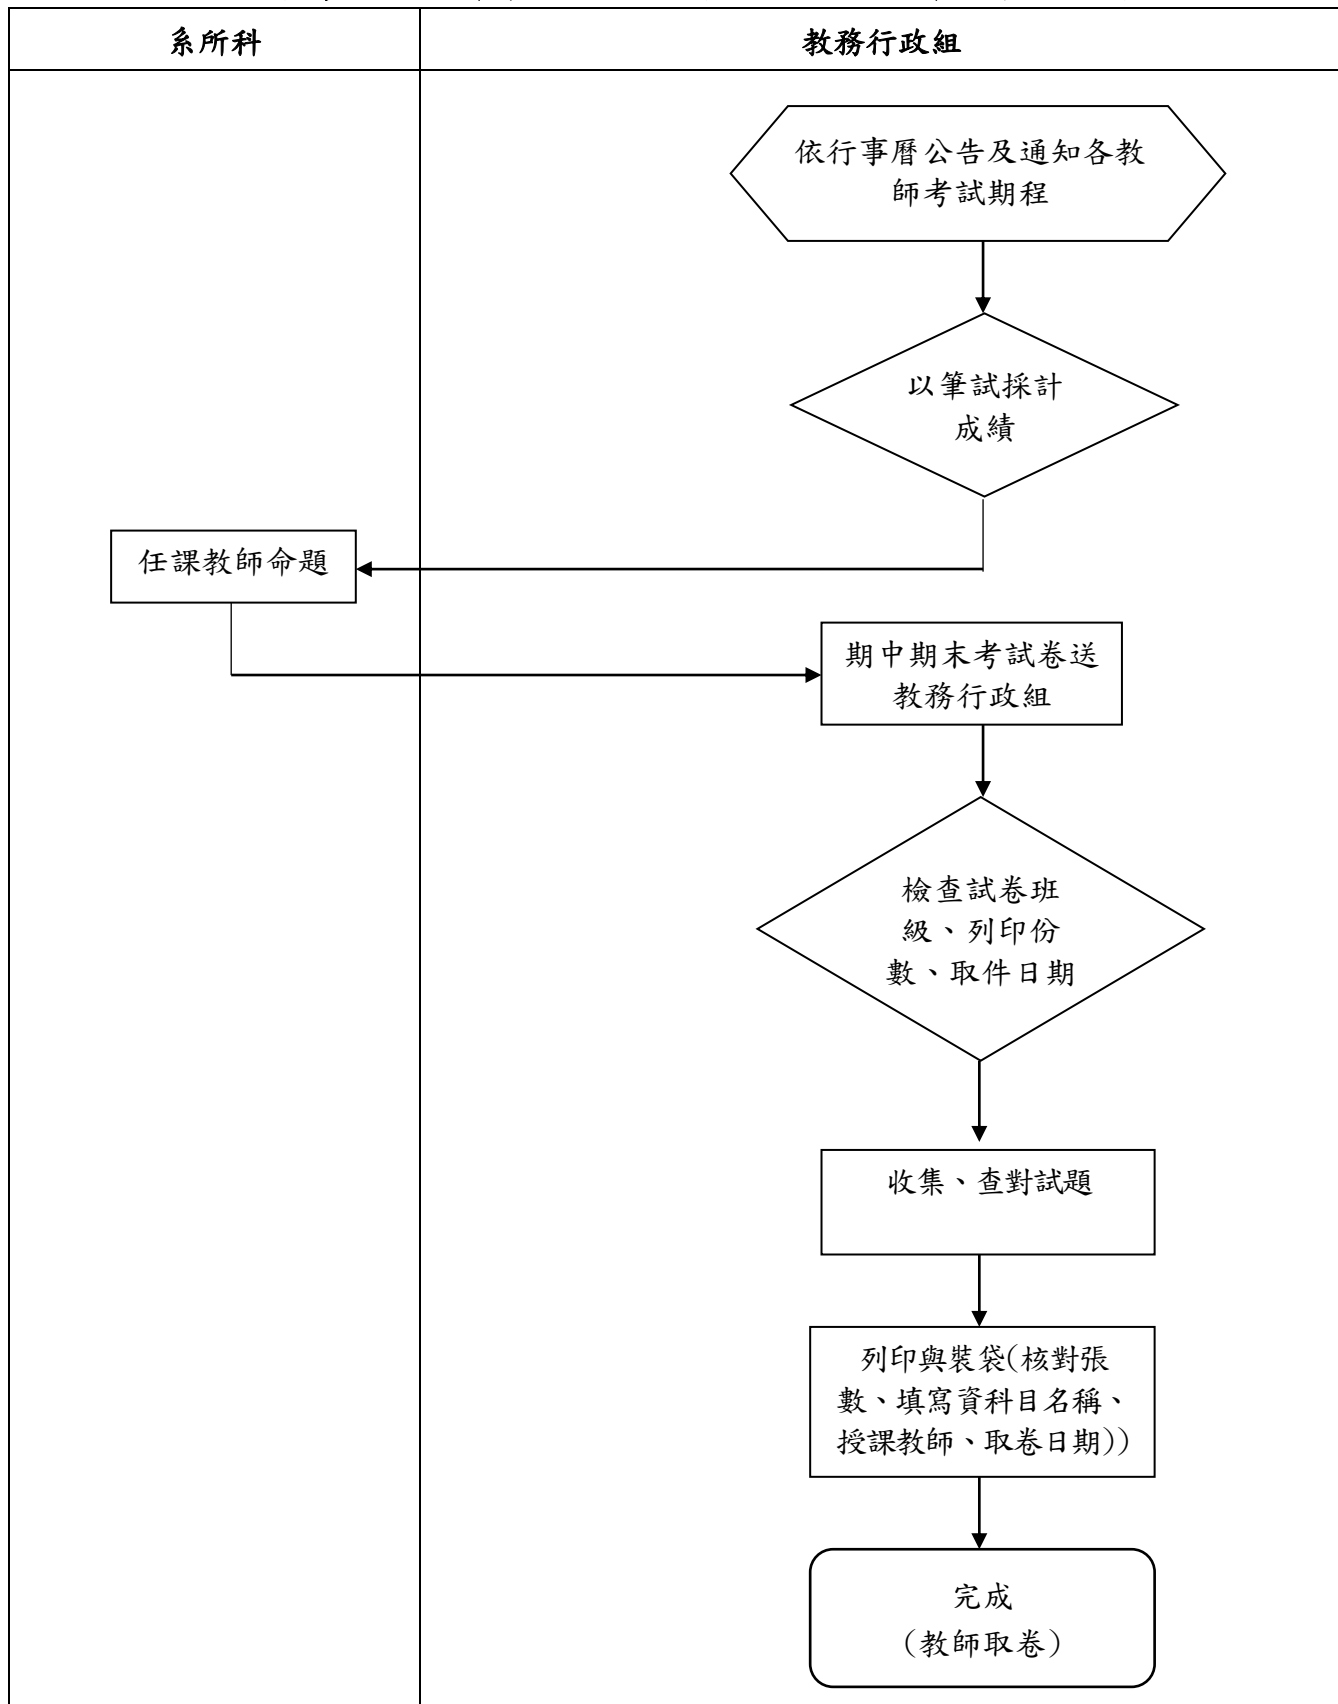 系所科
教務行政組
依行事曆公告及通知各教
師考試期程
以筆試採計
成績
任課教師命題
期中期末考試卷送
教務行政組
檢查試卷班
級、列印份
數、取件日期
收集、查對試題
列印與裝袋(核對張
數、填寫資科目名稱、
授課教師、取卷日期))
完成
(教師取卷)